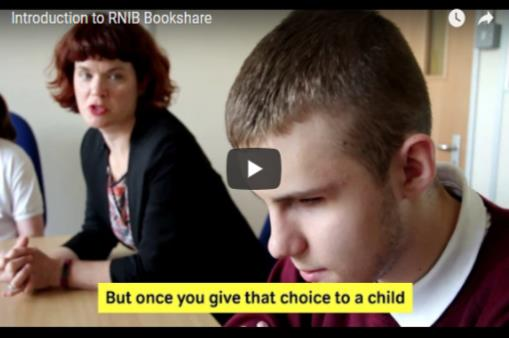 Introduction to RNIB Bookshare
But once you give that choice to a child